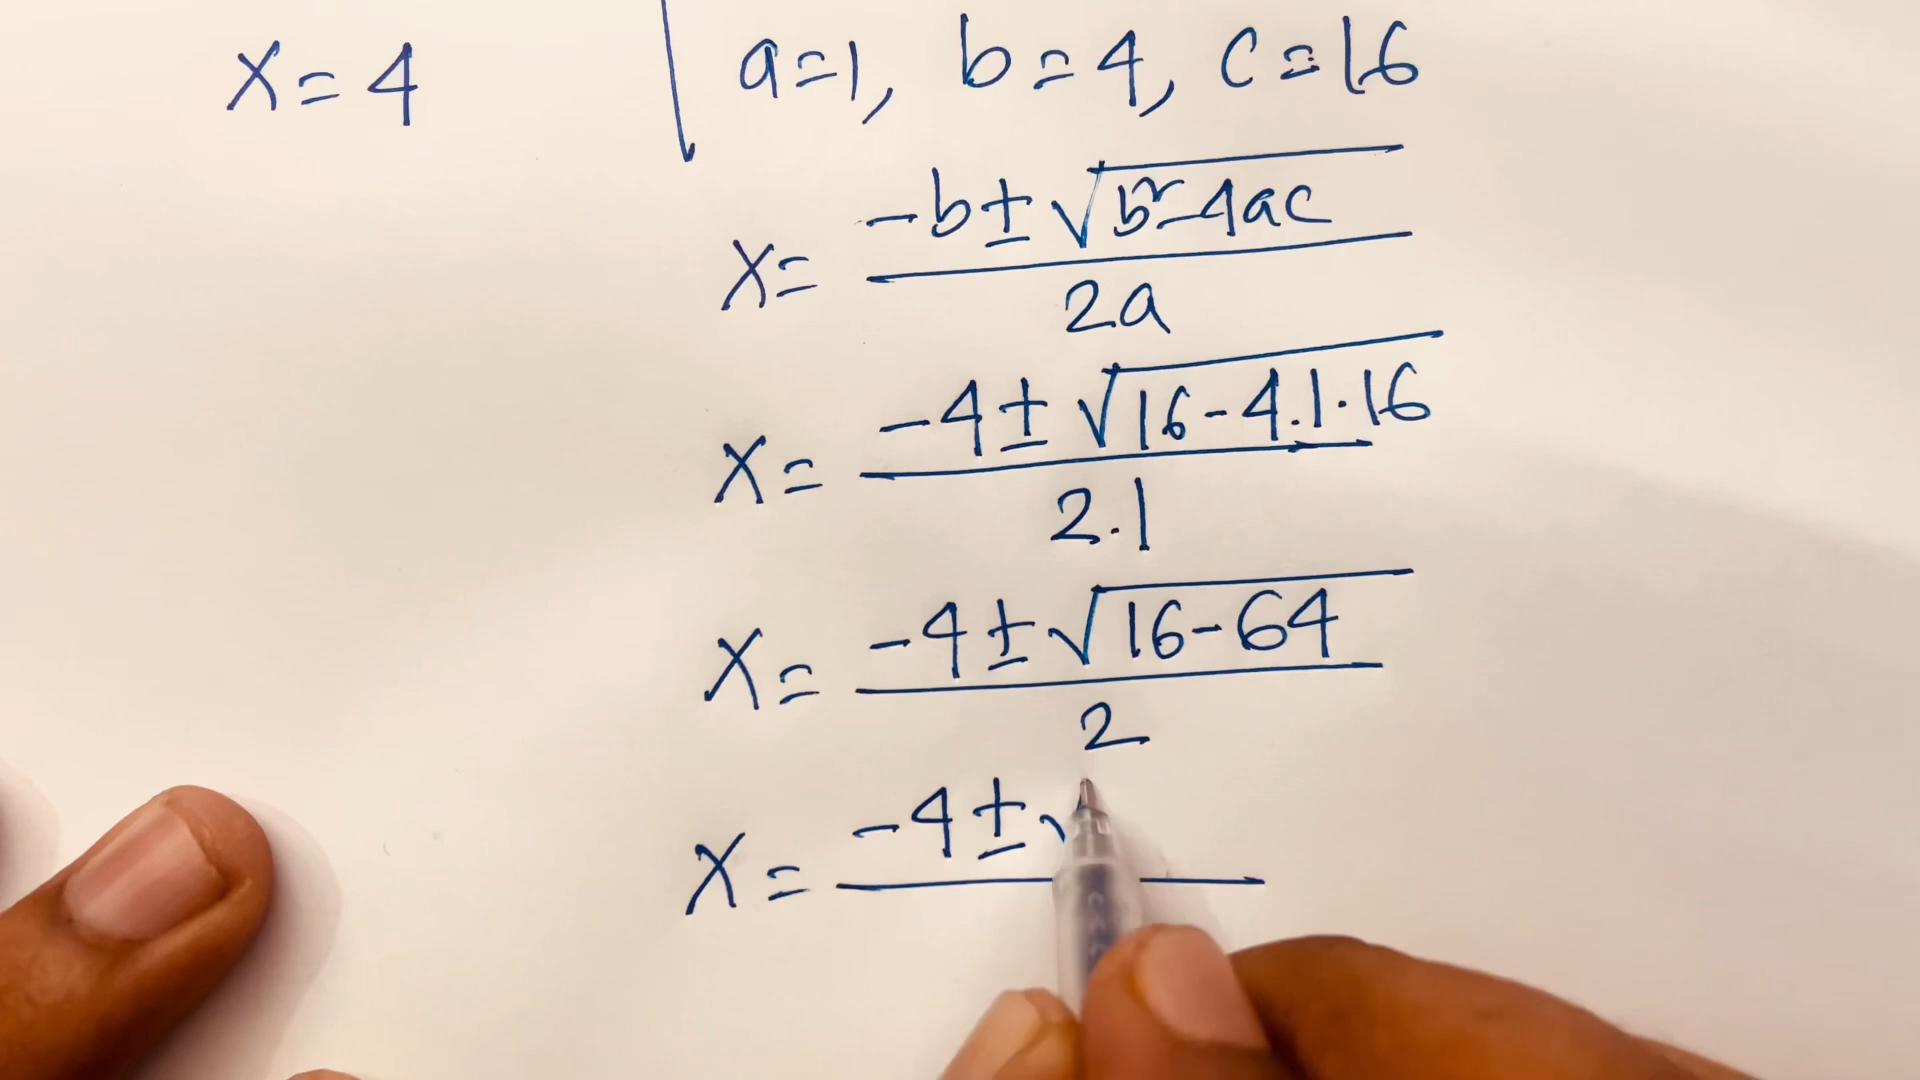 x = 4
a=1, b=4, c=16
x = (-b ± √(b²-4ac)) / 2a
x = (-4 ± √(16-4.1.16)) / 2.1
x = (-4 ± √(16-64)) / 2
x = -4 ± √